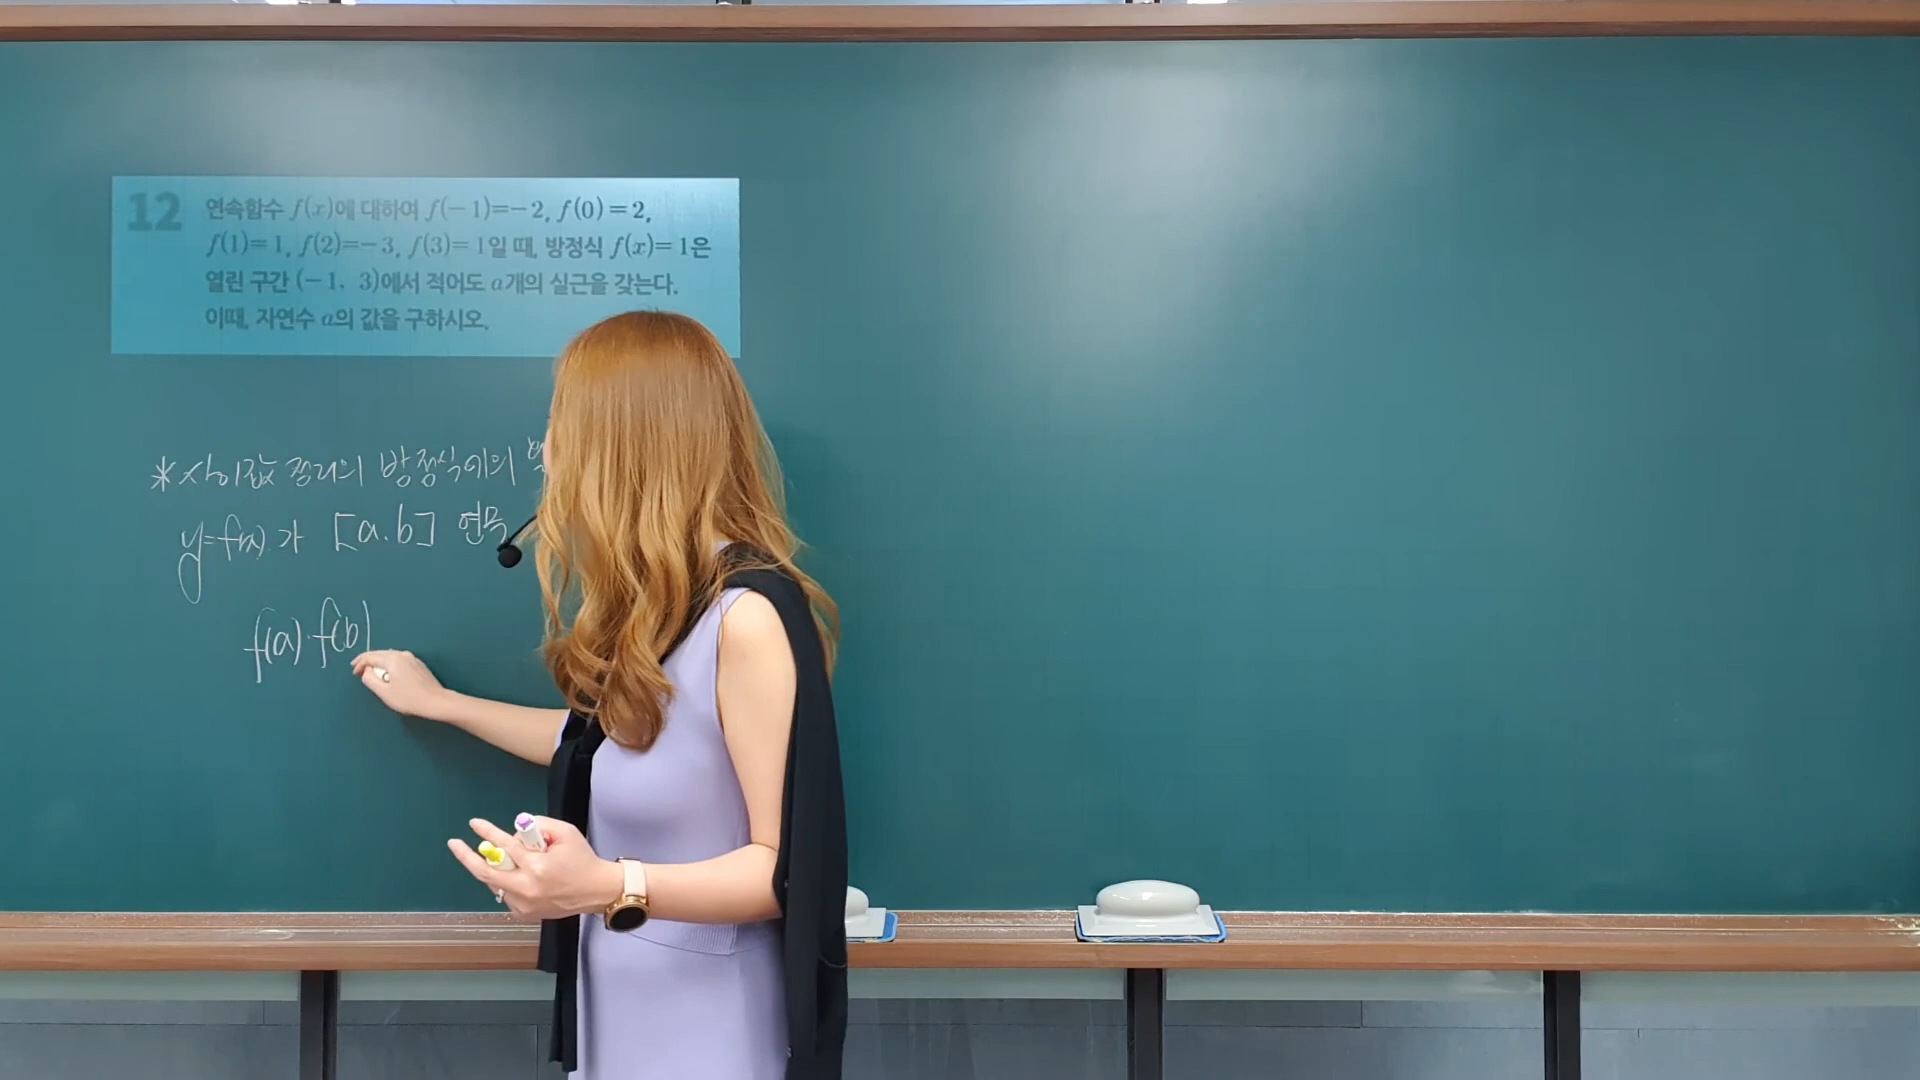 12 연속함수 f(x)에 대하여 f(-1)=-2, f(0)=2,
f(1)=1, f(2)=-3, f(3)=1일 때, 방정식 f(x)=1은
열린 구간 (-1, 3)에서 적어도 a개의 실근을 갖는다.
이때, 자연수 a의 값을 구하시오.
*사이값 정리의 방정식에의
y=f(x)가 [a.b] 연속
f(a)·f(b)